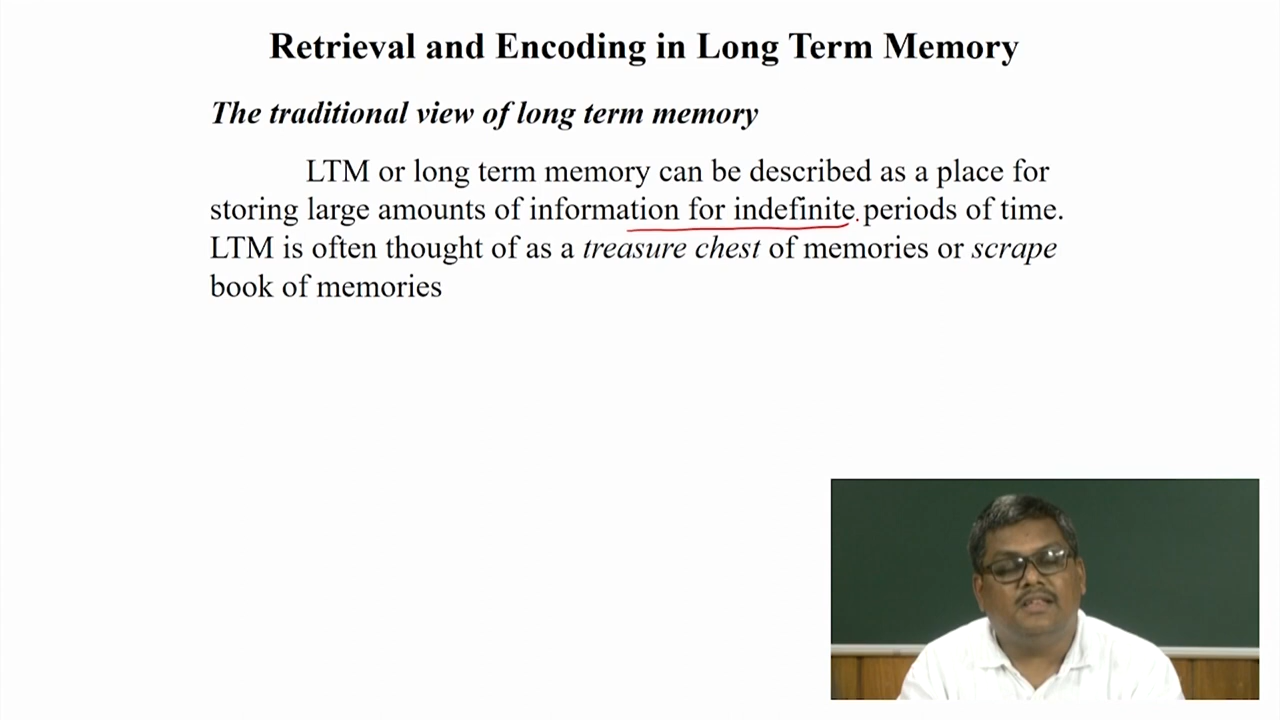 Retrieval and Encoding in Long Term Memory
The traditional view of long term memory
LTM or long term memory can be described as a place for
storing large amounts of information for indefinite periods of time.
LTM is often thought of as a treasure chest of memories or scrape
book of memories